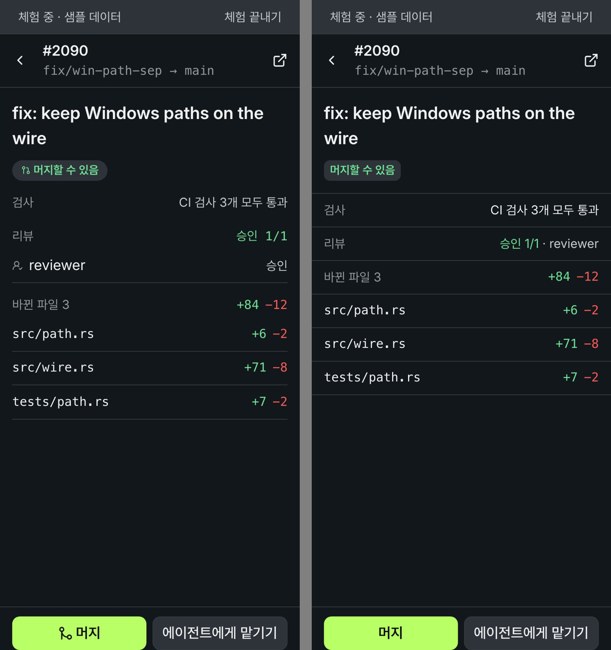 체험 중 · 샘플 데이터 체험 끝내기
#2090
fix/win-path-sep → main
fix: keep Windows paths on the
wire
머지할 수 있음
검사 CI 검사 3개 모두 통과
리뷰 승인 1/1
reviewer 승인
바뀐 파일 3 +84 −12
src/path.rs +6 −2
src/wire.rs +71 −8
tests/path.rs +7 −2
머지 에이전트에게 맡기기
체험 중 · 샘플 데이터 체험 끝내기
#2090
fix/win-path-sep → main
fix: keep Windows paths on the
wire
머지할 수 있음
검사 CI 검사 3개 모두 통과
리뷰 승인 1/1 · reviewer
바뀐 파일 3 +84 −12
src/path.rs +6 −2
src/wire.rs +71 −8
tests/path.rs +7 −2
머지 에이전트에게 맡기기